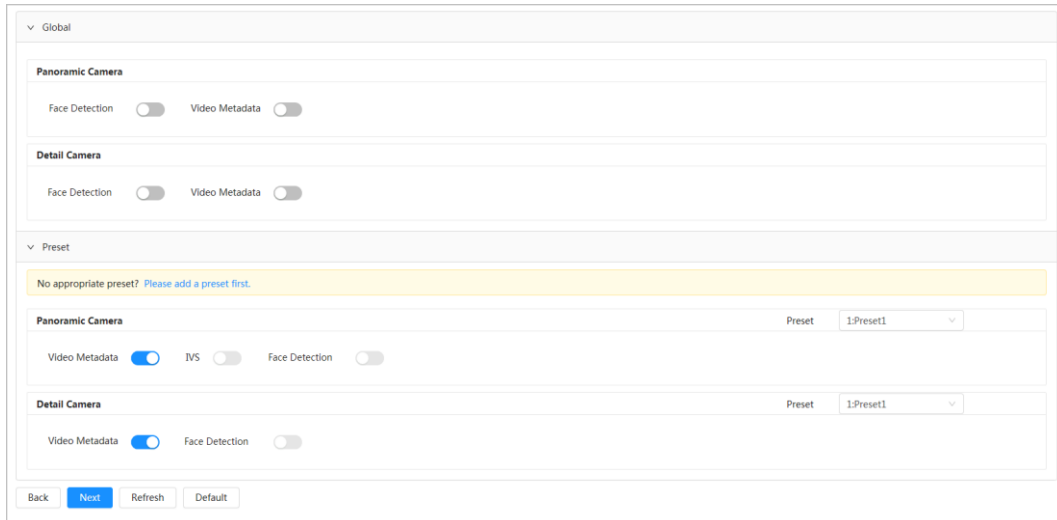 Global
Panoramic Camera
Face Detection Video Metadata
Detail Camera
Face Detection Video Metadata
Preset
No appropriate preset? Please add a preset first.
Panoramic Camera Preset 1:Preset1
Video Metadata IVS Face Detection
Detail Camera Preset 1:Preset1
Video Metadata Face Detection
Back Next Refresh Default